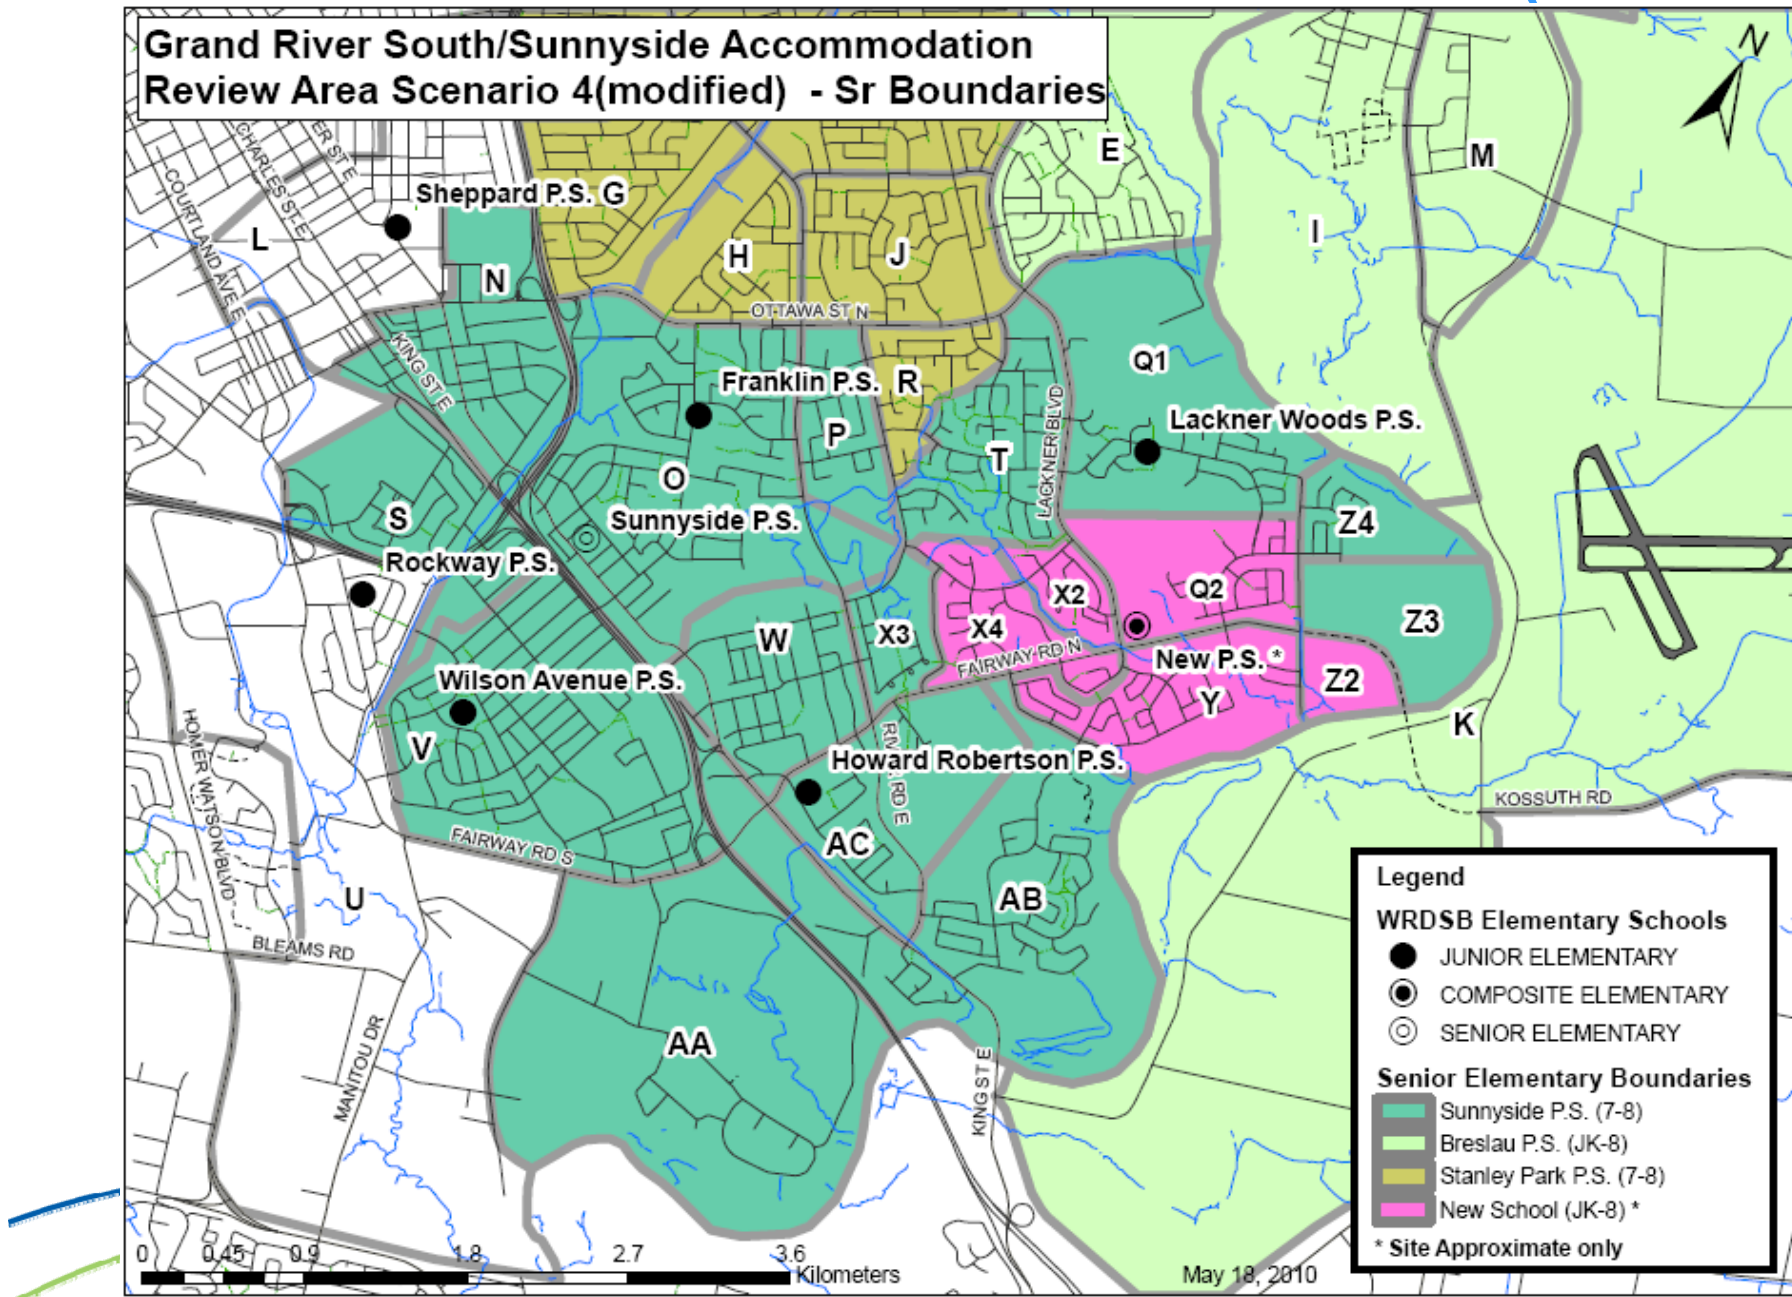 Grand River South/Sunnyside Accommodation
Review Area Scenario 4(modified) - Sr Boundaries
N
E
M
CHARLES ST E
COURTLAND AVE E
Sheppard P.S.
G
L
I
H
J
N
OTTAWA ST N
KING ST E
Q1
Franklin P.S.
R
LACKNER BLVD
Lackner Woods P.S.
P
T
O
S
Sunnyside P.S.
Z4
Rockway P.S.
X2
Q2
Z3
W
X3
X4
FAIRWAY RD N
New P.S. *
Z2
Wilson Avenue P.S.
Y
K
V
HOMER WATSON BLVD
RIVER RD E
Howard Robertson P.S.
KOSSUTH RD
FAIRWAY RD S
AC
U
AB
BLEAMS RD
AA
MANITOU DR
KING ST E
Legend
WRDSB Elementary Schools
JUNIOR ELEMENTARY
COMPOSITE ELEMENTARY
SENIOR ELEMENTARY
Senior Elementary Boundaries
Sunnyside P.S. (7-8)
Breslau P.S. (JK-8)
Stanley Park P.S. (7-8)
New School (JK-8) *
* Site Approximate only
0 0.45 0.9 1.8 2.7 3.6
Kilometers
May 18, 2010